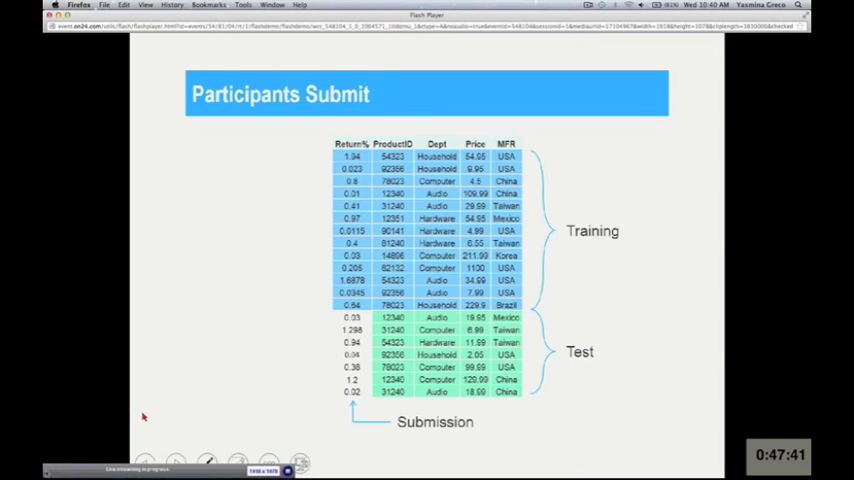 Firefox File Edit View History Bookmarks Tools Window Help Wed 10:40 AM Yasmina Greco
Flash Player
Participants Submit
Return% ProductID Dept Price MFR
1.94 54323 Household 54.95 USA
0.023 92356 Household 9.95 USA
0.8 78023 Computer 4.5 China
0.01 12340 Audio 109.99 China
0.41 31240 Audio 29.99 Taiwan
0.97 12351 Hardware 54.95 Mexico
0.0115 90141 Hardware 4.99 USA
0.4 81240 Hardware 6.55 Taiwan
0.03 14896 Computer 211.99 Korea
0.205 62132 Computer 1100 USA
1.6878 54323 Audio 34.99 USA
0.0345 92356 Audio 7.99 USA
0.64 78023 Household 229.9 Brazil
Training
0.03 12340 Audio 19.95 Mexico
1.298 31240 Computer 6.99 Taiwan
0.94 54323 Hardware 11.99 Taiwan
0.04 92356 Household 2.05 USA
0.36 78023 Computer 99.99 USA
1.2 12340 Computer 129.99 China
0.02 31240 Audio 18.99 China
Test
Submission
0:47:41